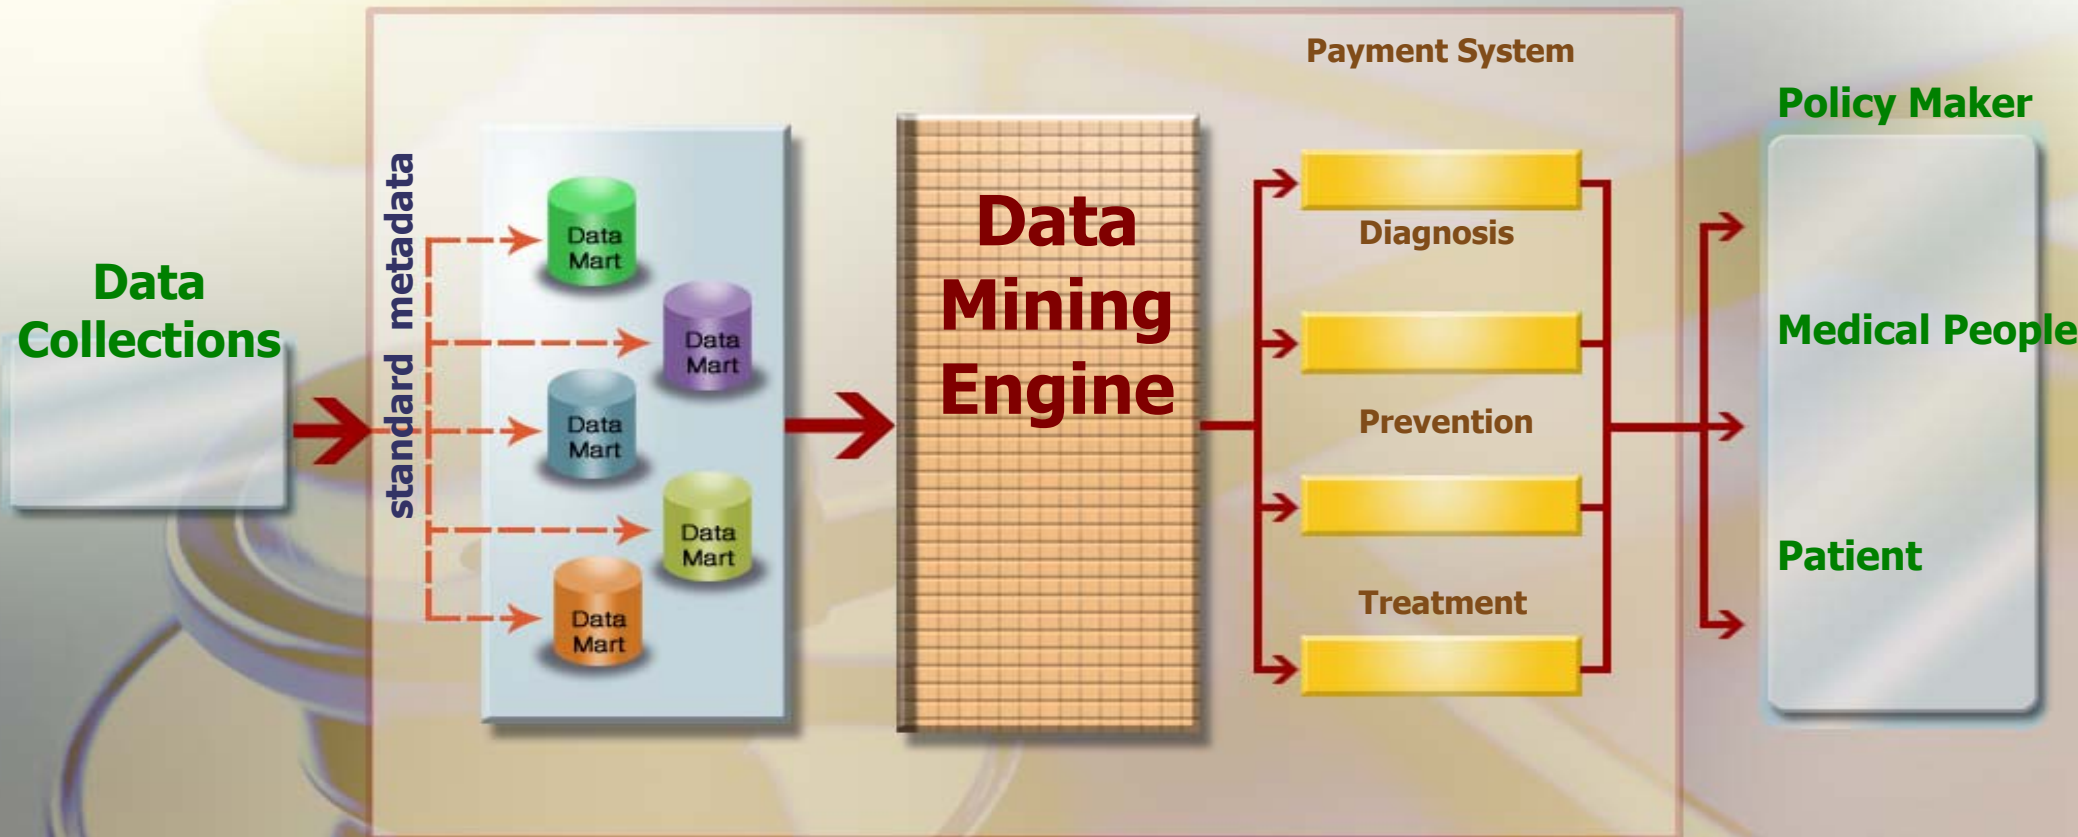 Data
Collections
standard metadata
Data
Mart
Data
Mart
Data
Mart
Data
Mart
Data
Mart
Data
Mining
Engine
Payment System
Diagnosis
Prevention
Treatment
Policy Maker
Medical People
Patient